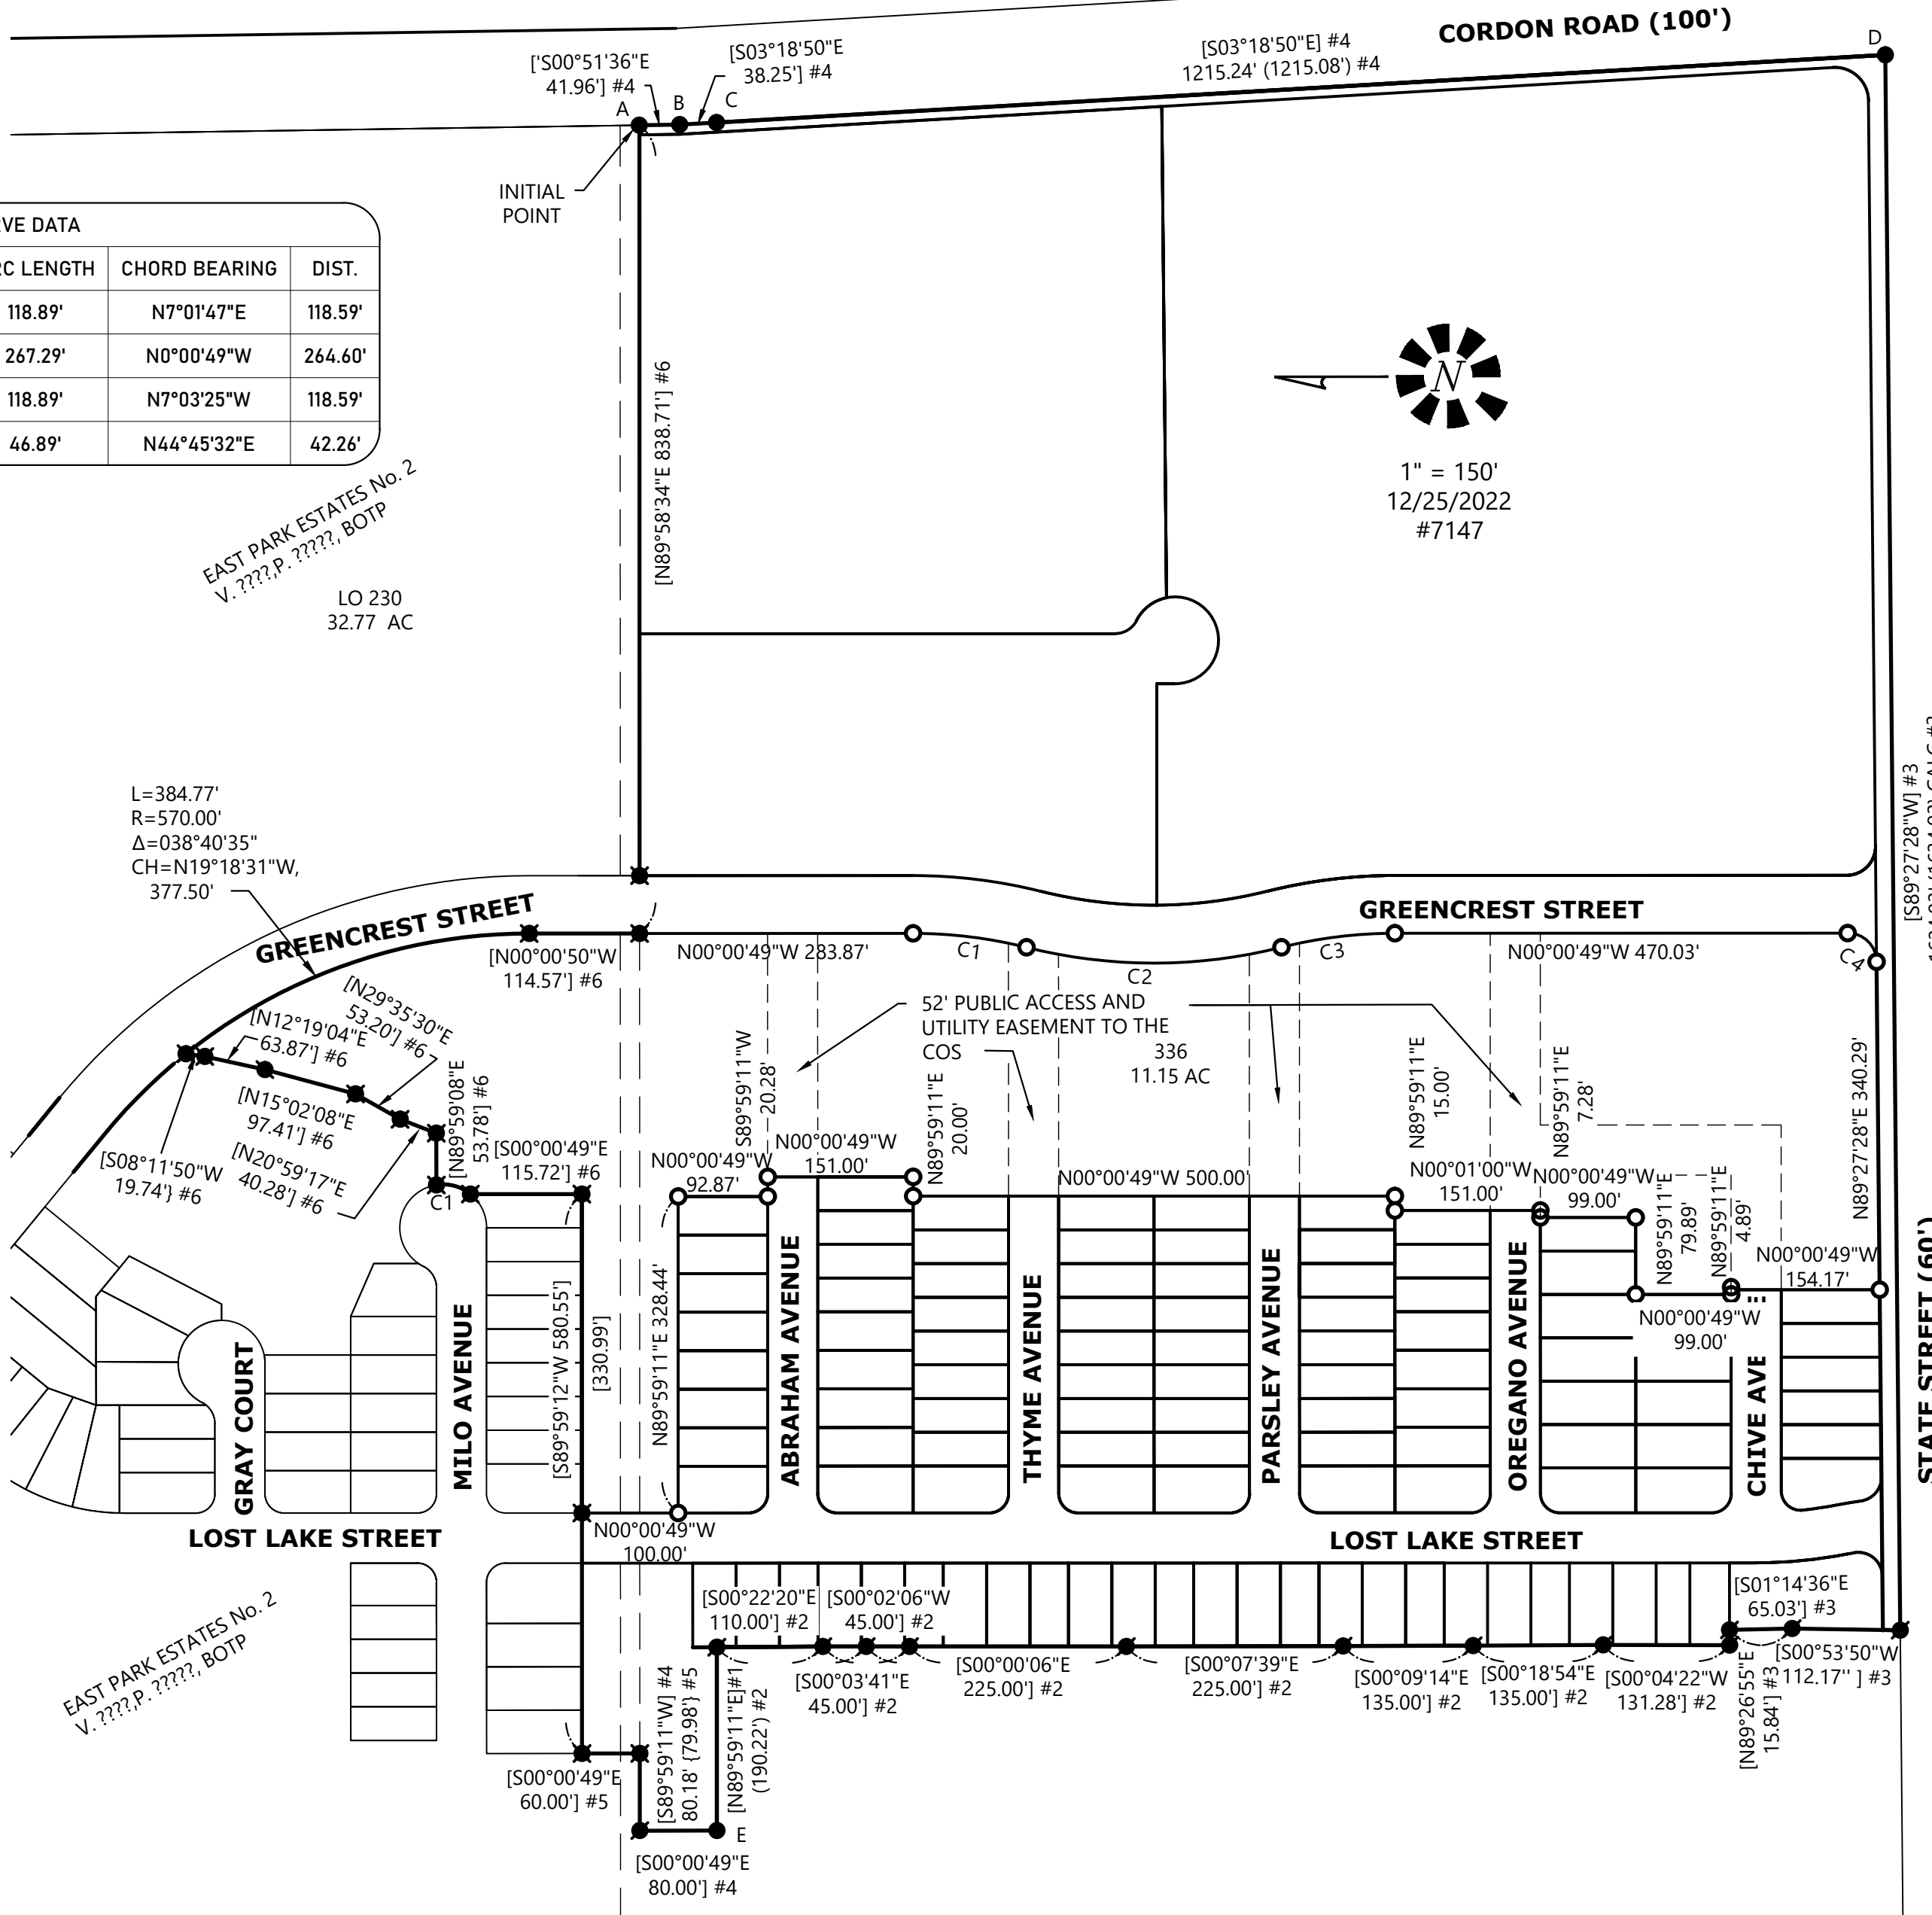 CORDON ROAD (100')
D
['S00°51'36"E
41.96'] #4
[S03°18'50"E
38.25'] #4
[S03°18'50"E] #4
1215.24' (1215.08') #4
A
B
C
INITIAL
POINT
VE DATA
C LENGTH CHORD BEARING DIST.
118.89' N7°01'47"E 118.59'
267.29' N0°00'49"W 264.60'
118.89' N7°03'25"W 118.59'
46.89' N44°45'32"E 42.26'
[N89°58'34"E 838.71'] #6
N
1" = 150'
12/25/2022
#7147
EAST PARK ESTATES No. 2
V. ????,P. ?????, BOTP
LO 230
32.77 AC
L=384.77'
R=570.00'
Δ=038°40'35"
CH=N19°18'31"W,
377.50'
[S89°27'28"W] #3
GREENCREST STREET
GREENCREST STREET
[N00°00'50"W
114.57'] #6
N00°00'49"W 283.87'
C1
C2
C3
N00°00'49"W 470.03'
C4
[N29°35'30"E
53.20'] #6
[N12°19'04"E
63.87'] #6
[N15°02'08"E
97.41'] #6
[N20°59'17"E
40.28'] #6
[S08°11'50"W
19.74'} #6
[N89°59'08"E
53.78'] #6
C1
[S00°00'49"E
115.72'] #6
52' PUBLIC ACCESS AND
UTILITY EASEMENT TO THE
COS
336
11.15 AC
S89°59'11"W
20.28'
N89°59'11"E
20.00'
N89°59'11"E
15.00'
N89°59'11"E
7.28'
N89°27'28"E 340.29'
N00°00'49"W
92.87'
N00°00'49"W
151.00'
N00°00'49"W 500.00'
N00°01'00"W
151.00'
N00°00'49"W
99.00'
N89°59'11"E
79.89'
N89°59'11"E
4.89'
N00°00'49"W
154.17'
N00°00'49"W
99.00'
GRAY COURT
MILO AVENUE
[S89°59'12"W 580.55']
[330.99']
N89°59'11"E 328.44'
ABRAHAM AVENUE
THYME AVENUE
PARSLEY AVENUE
OREGANO AVENUE
CHIVE AVE
STATE STREET (60')
LOST LAKE STREET
LOST LAKE STREET
N00°00'49"W
100.00'
[S00°22'20"E
110.00'] #2
[S00°02'06"W
45.00'] #2
[S00°03'41"E
45.00'] #2
[S00°00'06"E
225.00'] #2
[S00°07'39"E
225.00'] #2
[S00°09'14"E
135.00'] #2
[S00°18'54"E
135.00'] #2
[S00°04'22"W
131.28'] #2
[S01°14'36"E
65.03'] #3
[N89°26'55"E
15.84'] #3
[S00°53'50"W
112.17'' ] #3
EAST PARK ESTATES No. 2
V. ????,P. ?????, BOTP
[S00°00'49"E
60.00'] #5
[S89°59'11"W] #4
80.18' {79.98'} #5
[N89°59'11"E]#1
(190.22') #2
E
[S00°00'49"E
80.00'] #4